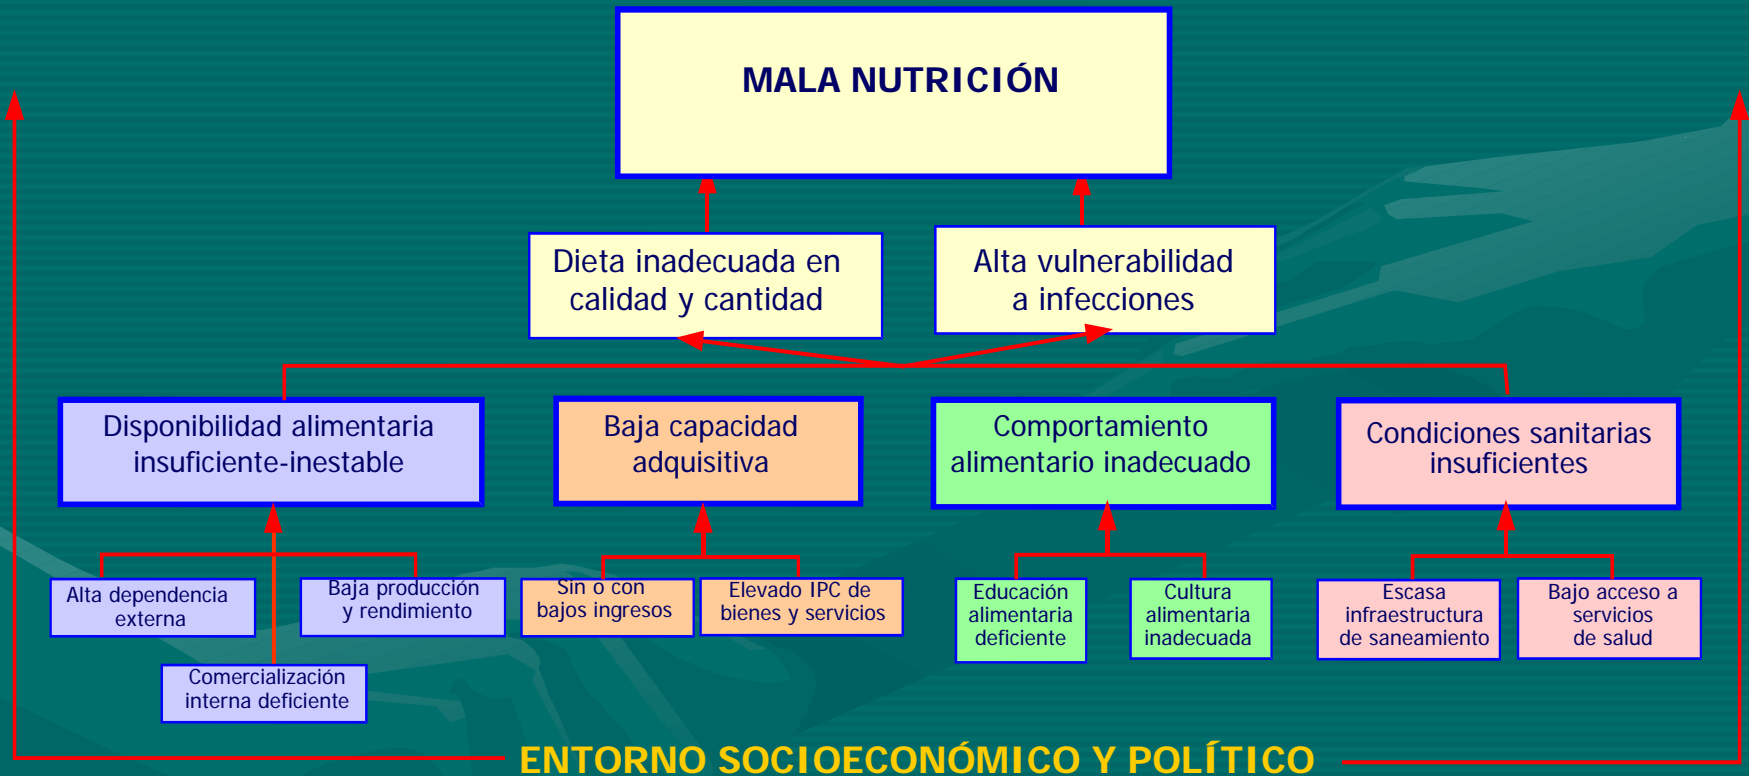 MALA NUTRICIÓN
Dieta inadecuada en
calidad y cantidad
Alta vulnerabilidad
a infecciones
Disponibilidad alimentaria
insuficiente-inestable
Baja capacidad
adquisitiva
Comportamiento
alimentario inadecuado
Condiciones sanitarias
insuficientes
Alta dependencia
externa
Baja producción
y rendimiento
Comercialización
interna deficiente
Sin o con
bajos ingresos
Elevado IPC de
bienes y servicios
Educación
alimentaria
deficiente
Cultura
alimentaria
inadecuada
Escasa
infraestructura
de saneamiento
Bajo acceso a
servicios
de salud
ENTORNO SOCIOECONÓMICO Y POLÍTICO